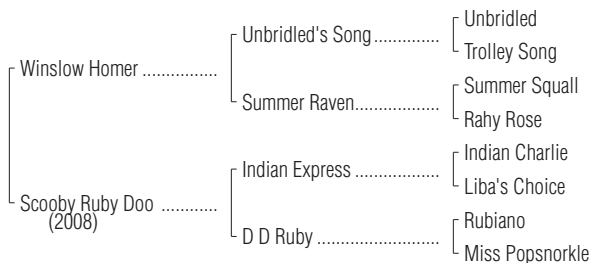 Unbridled
Unbridled's Song..............
Trolley Song
Winslow Homer ................
Summer Squall
Summer Raven..................
Rahy Rose
Indian Charlie
Indian Express ..................
Liba's Choice
Scooby Ruby Doo ............
(2008)
Rubiano
D D Ruby ..........................
Miss Popsnorkle